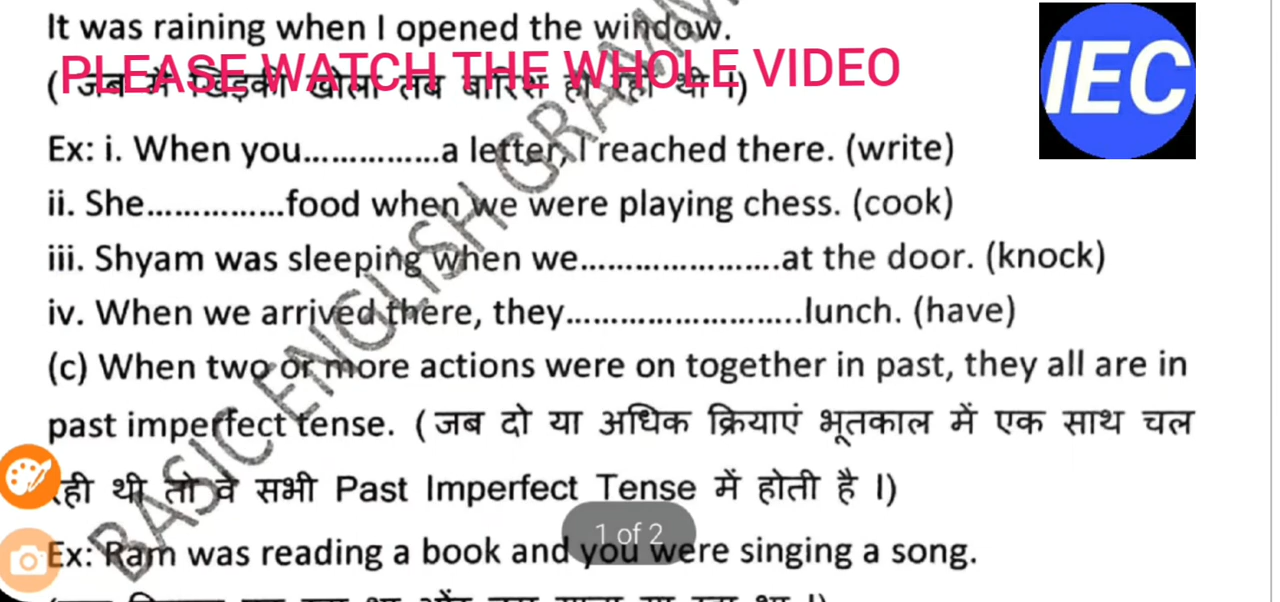 It was raining when I opened the window.
PLEASE WATCH THE WHOLE VIDEO
(जब मैं खिड़की खोला तब बारिश हो रही थी ।)
IEC
Ex: i. When you...............a letter, I reached there. (write)
ii. She...............food when we were playing chess. (cook)
iii. Shyam was sleeping when we......................at the door. (knock)
iv. When we arrived there, they..........................lunch. (have)
(c) When two or more actions were on together in past, they all are in
past imperfect tense. (जब दो या अधिक क्रियाएं भूतकाल में एक साथ चल
रही थी तो वे सभी Past Imperfect Tense में होती है ।)
1 of 2
Ex: Ram was reading a book and you were singing a song.
BASIC ENGLISH